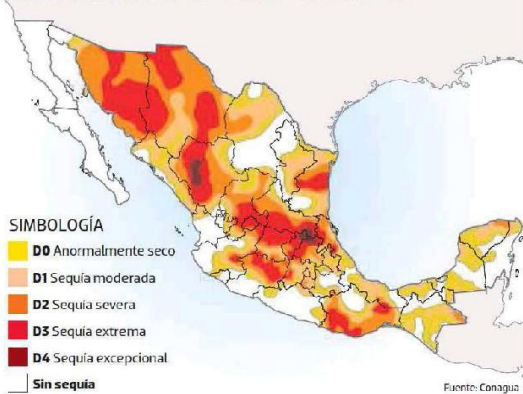 SIMBOLOGÍA
D0 Anormalmente seco
D1 Sequía moderada
D2 Sequía severa
D3 Sequía extrema
D4 Sequía excepcional
Sin sequía
Fuente: Conagua